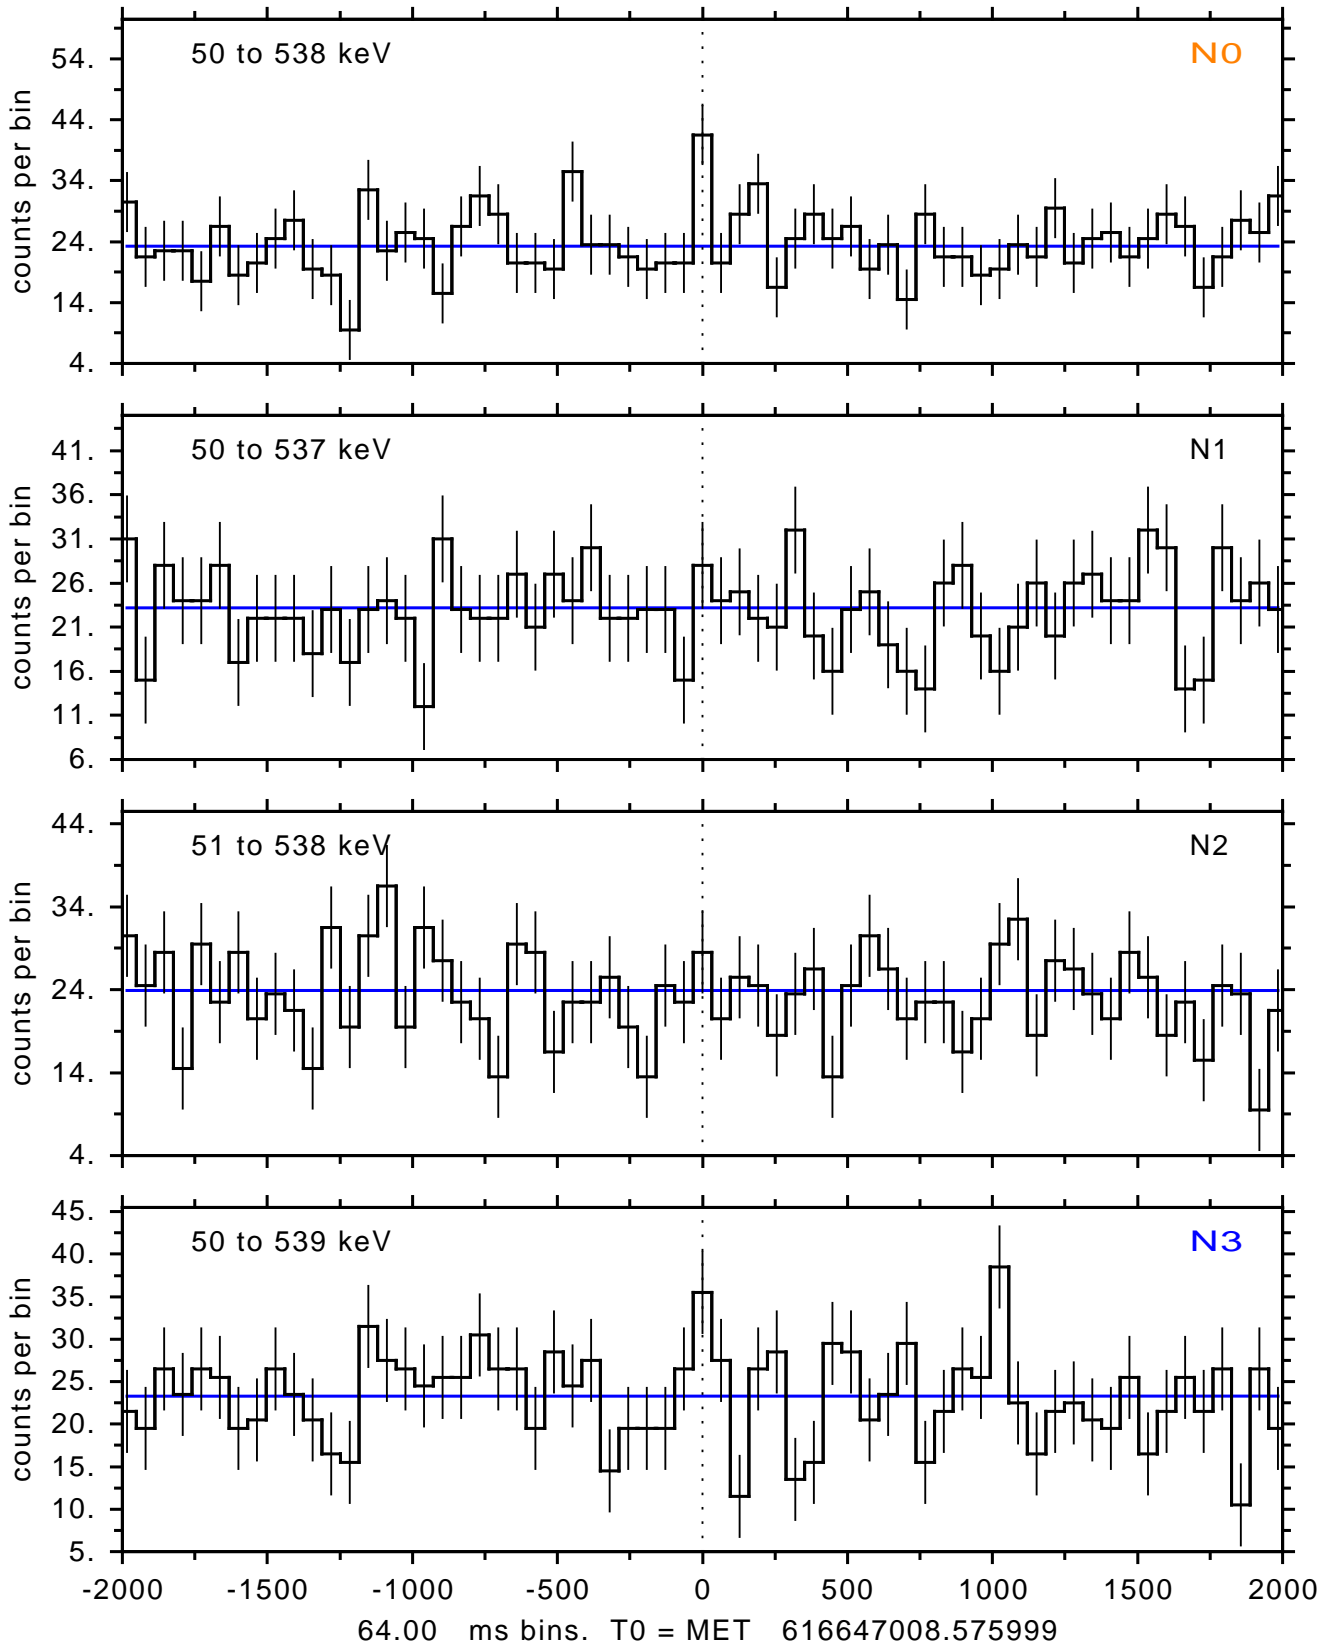 50 to 538 keV N0
54.
44.
34.
24.
14.
4.
counts per bin
50 to 537 keV N1
41.
36.
31.
26.
21.
16.
11.
6.
counts per bin
51 to 538 keV N2
44.
34.
24.
14.
4.
counts per bin
50 to 539 keV N3
45.
40.
35.
30.
25.
20.
15.
10.
5.
counts per bin
-2000 -1500 -1000 -500 0 500 1000 1500 2000
64.00 ms bins. T0 = MET 616647008.575999